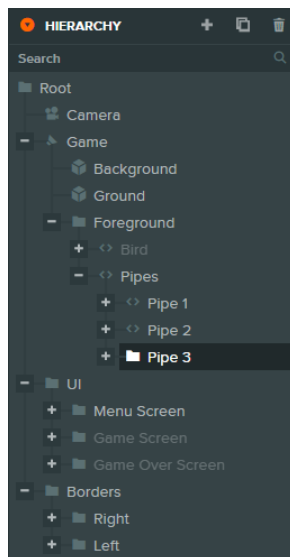 HIERARCHY
Search
Root
Camera
Game
Background
Ground
Foreground
Bird
Pipes
Pipe 1
Pipe 2
Pipe 3
UI
Menu Screen
Game Screen
Game Over Screen
Borders
Right
Left